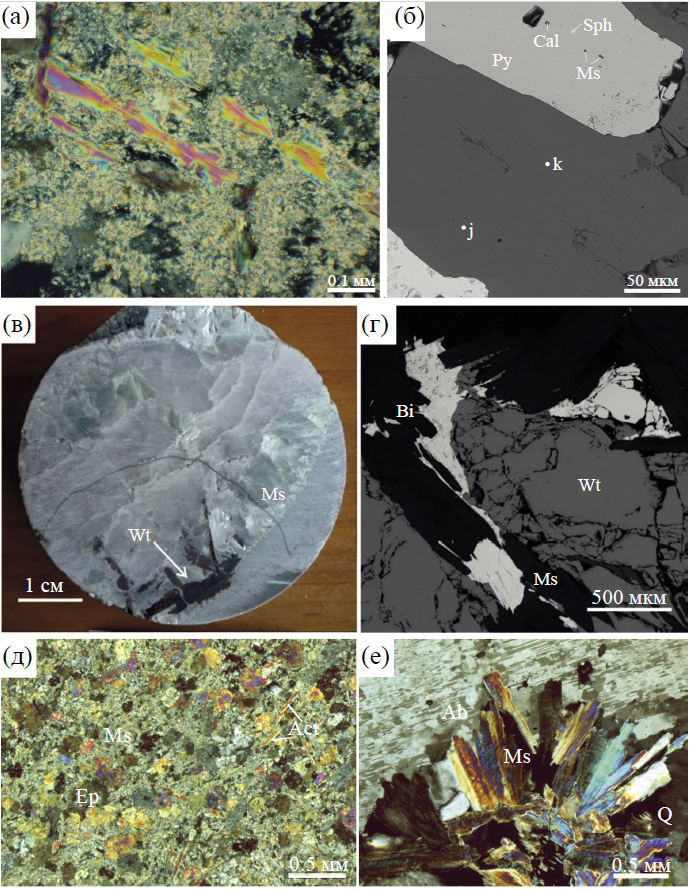 (а)
0.1 мм
(б)
Sph
Cal
Ms
Py
k
j
50 мкм
(в)
Ms
Wt
1 см
(г)
Bi
Wt
Ms
500 мкм
(д)
Ms
Act
Ep
0.5 мм
(е)
Ab
Ms
Q
0.5 мм